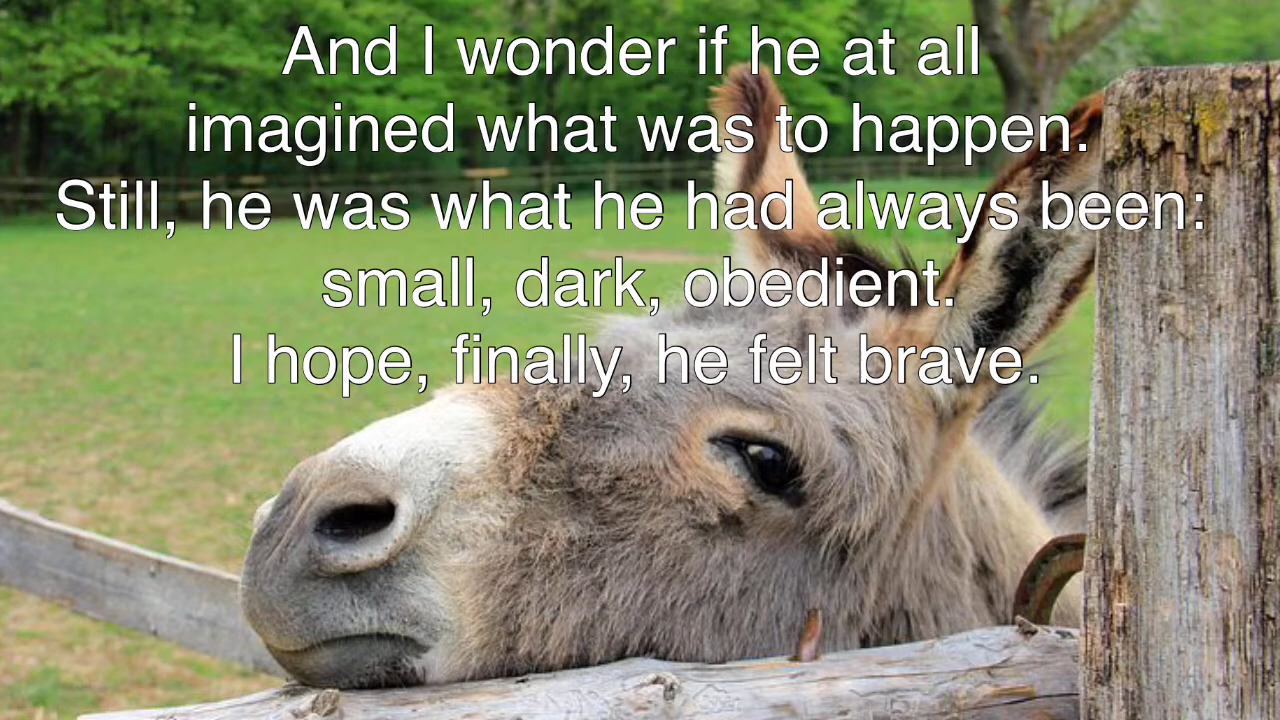 And I wonder if he at all
imagined what was to happen.
Still, he was what he had always been:
small, dark, obedient.
I hope, finally, he felt brave.